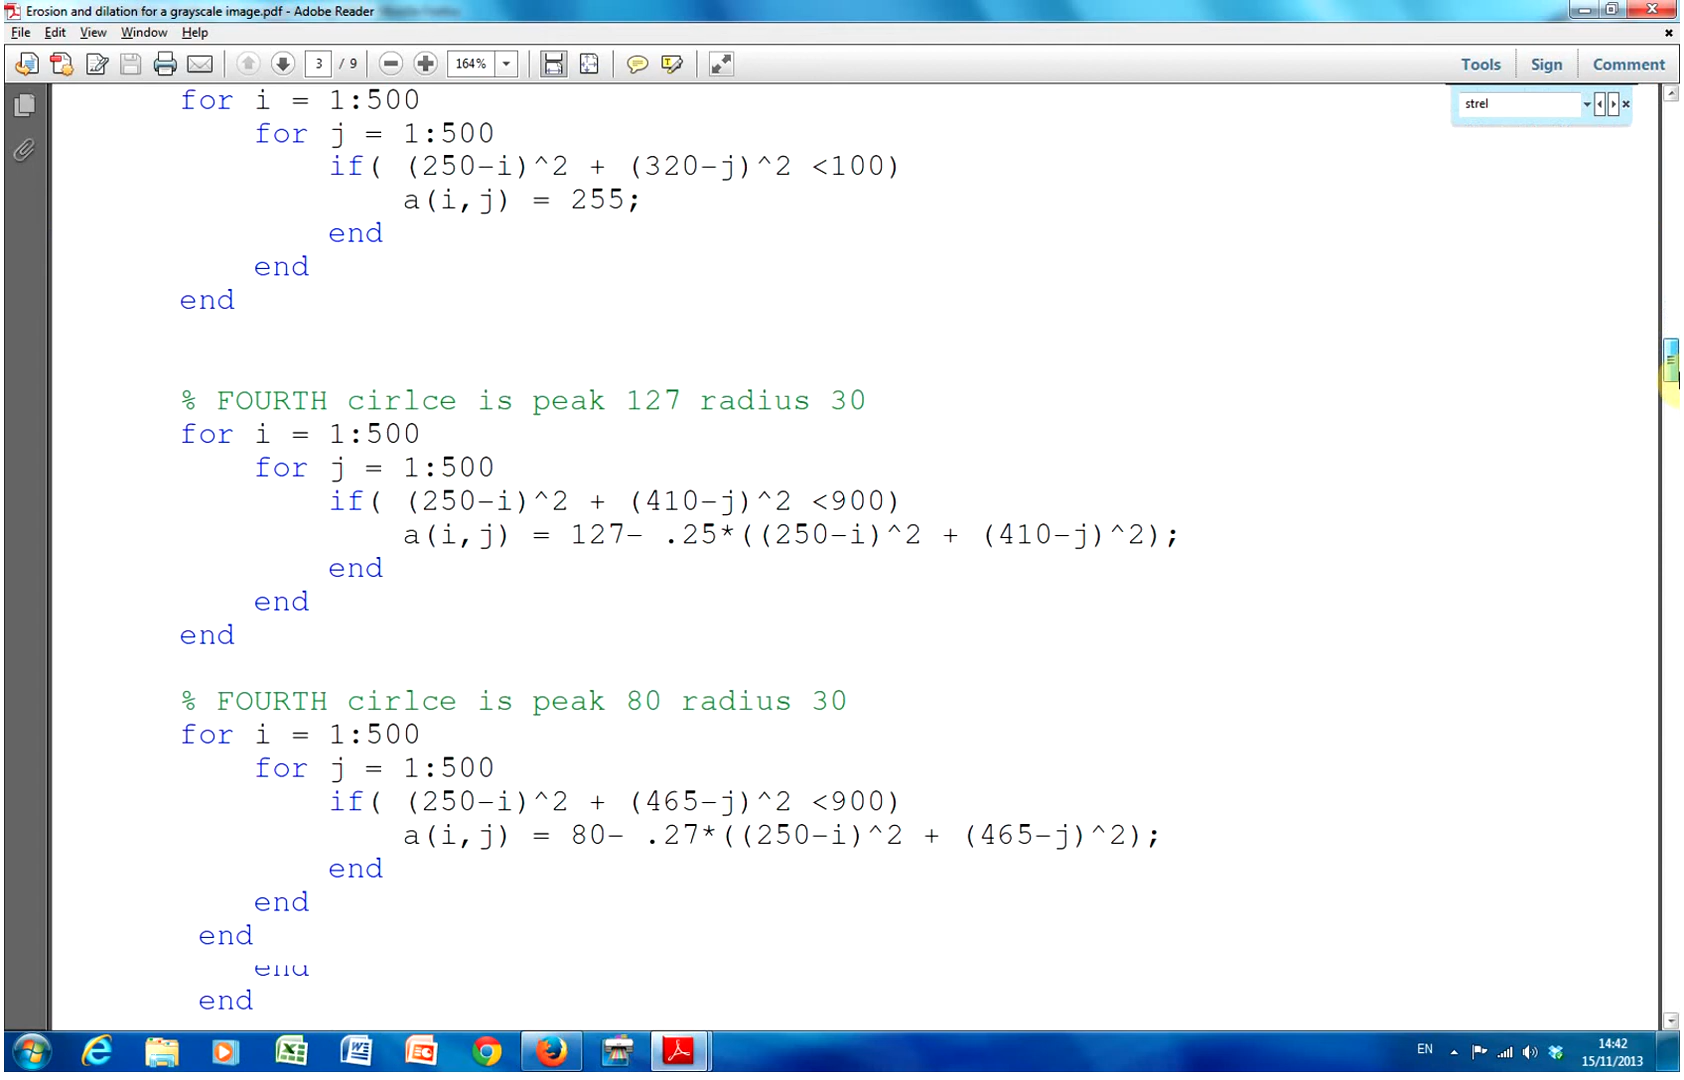 Erosion and dilation for a grayscale image.pdf - Adobe Reader
File Edit View Window Help
3 / 9 164% Tools Sign Comment
strel
for i = 1:500
for j = 1:500
if( (250-i)^2 + (320-j)^2 <100)
a(i,j) = 255;
end
end
end
% FOURTH cirlce is peak 127 radius 30
for i = 1:500
for j = 1:500
if( (250-i)^2 + (410-j)^2 <900)
a(i,j) = 127- .25*((250-i)^2 + (410-j)^2);
end
end
end
% FOURTH cirlce is peak 80 radius 30
for i = 1:500
for j = 1:500
if( (250-i)^2 + (465-j)^2 <900)
a(i,j) = 80- .27*((250-i)^2 + (465-j)^2);
end
end
end
end
end
EN
14:42
15/11/2013